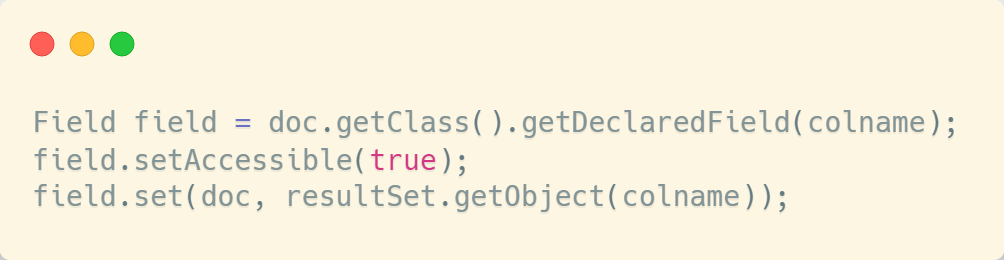 Field field = doc.getClass().getDeclaredField(colname);
field.setAccessible(true);
field.set(doc, resultSet.getObject(colname));